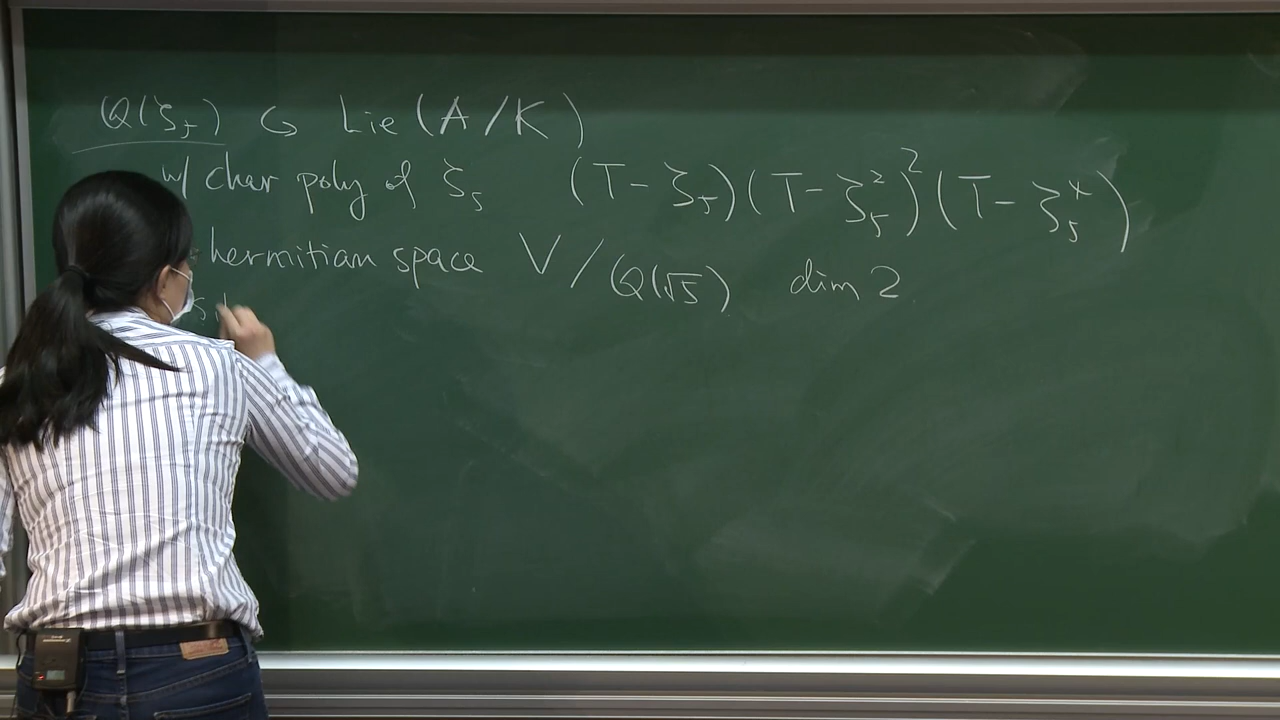 Q(ζ₅) ↻ Lie (A/K)
w/ char poly of ζ₅ (T - ζ₅)(T - ζ₅²)²(T - ζ₅⁴)
hermitian space V / Q(√5) dim 2